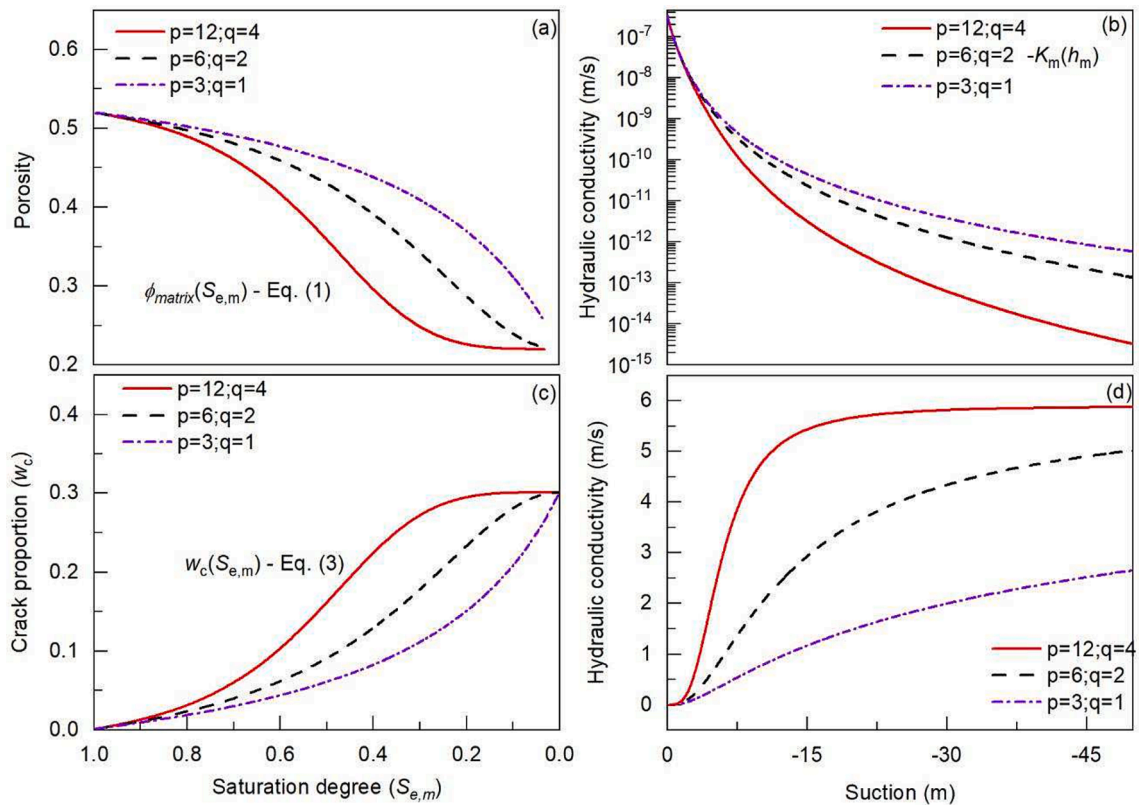 (a)
p=12;q=4
p=6;q=2
p=3;q=1
0.6
0.5
0.4
0.3
0.2
Porosity
ϕmatrix(Se,m) - Eq. (1)
(b)
p=12;q=4
p=6;q=2 -Km(hm)
p=3;q=1
10-7
10-8
10-9
10-10
10-11
10-12
10-13
10-14
10-15
Hydraulic conductivity (m/s)
(c)
p=12;q=4
p=6;q=2
p=3;q=1
0.4
0.3
0.2
0.1
0.0
Crack proportion (wc)
wc(Se,m) - Eq. (3)
1.0 0.8 0.6 0.4 0.2 0.0
Saturation degree (Se,m)
(d)
6
5
4
3
2
1
0
Hydraulic conductivity (m/s)
p=12;q=4
p=6;q=2
p=3;q=1
0 -15 -30 -45
Suction (m)